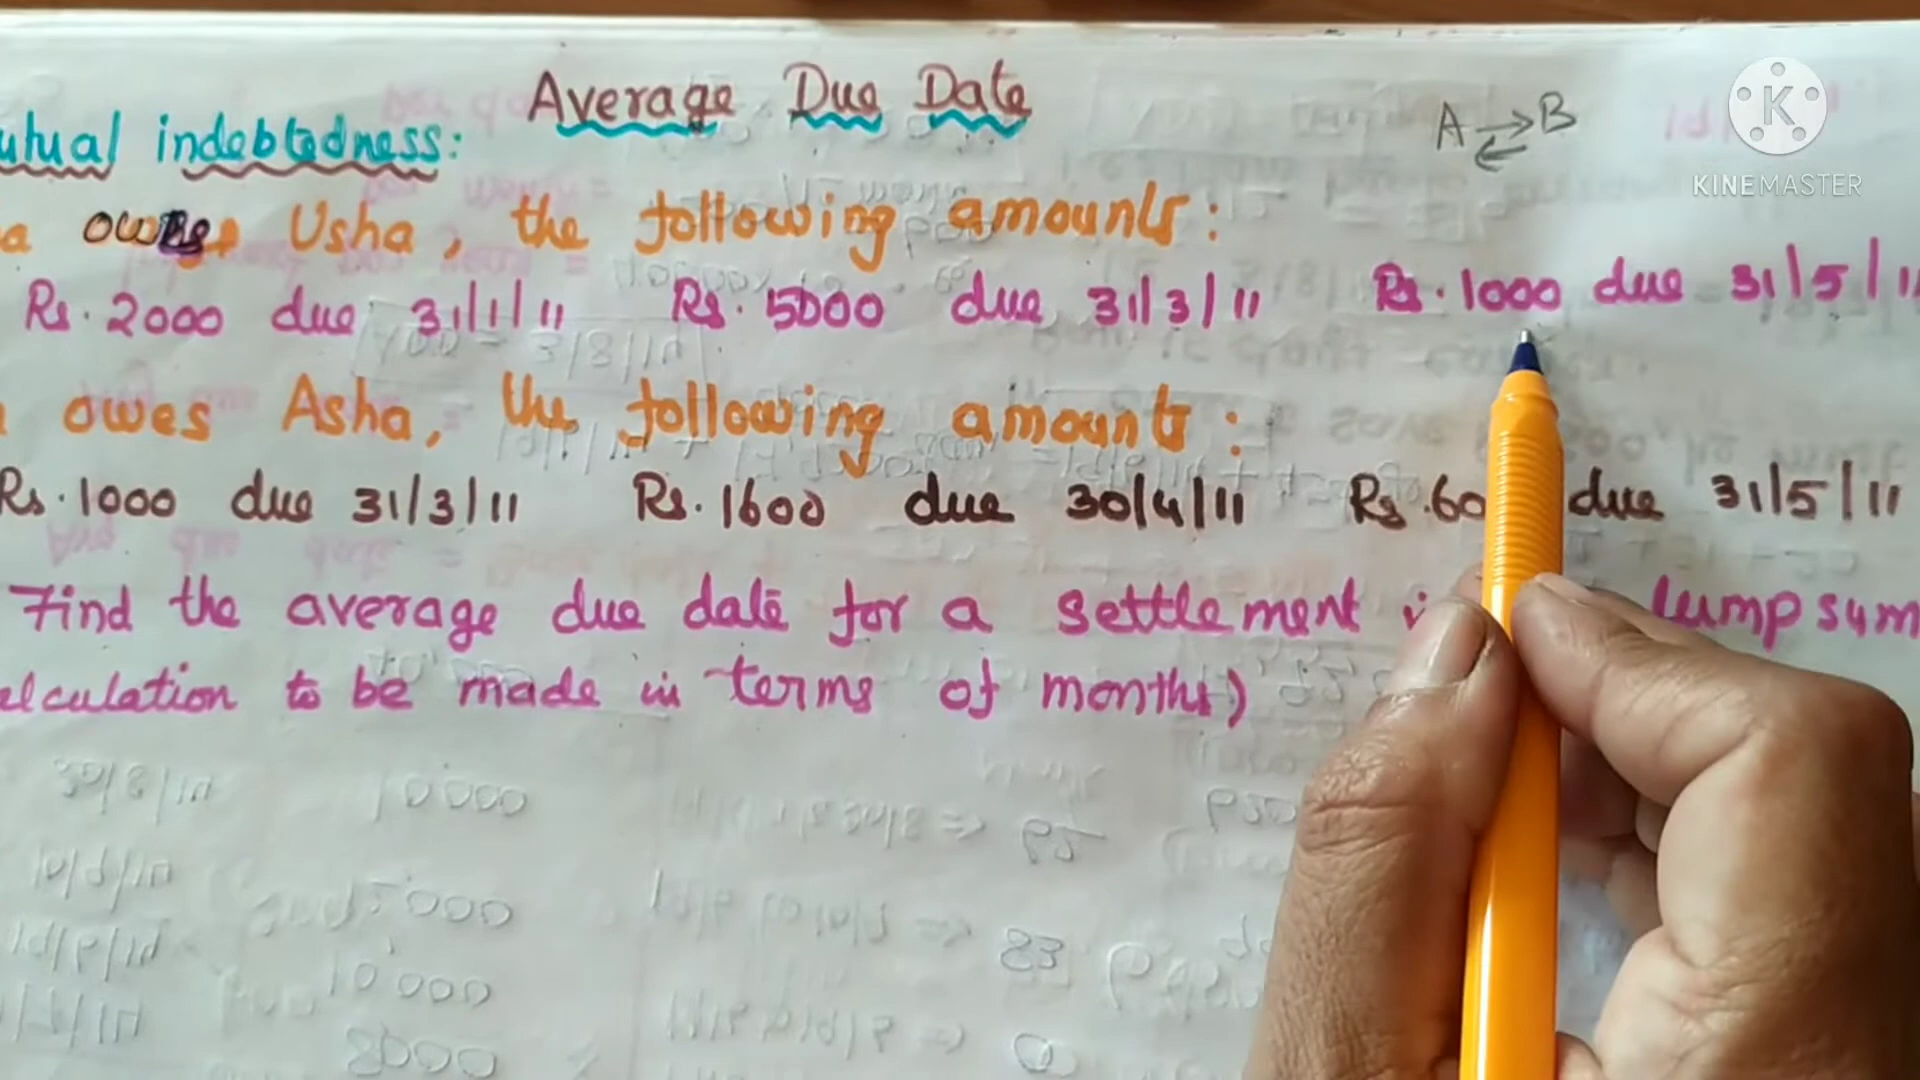 Average Due Date
A → B
KINEMASTER
utual indebtedness:
a owes Usha, the following amounts:
Rs. 2000 due 31/1/11 Rs. 5000 due 31/3/11 Rs. 1000 due 31/5/11
owes Asha, the following amounts:
Rs. 1000 due 31/3/11 Rs. 1600 due 30/4/11 Rs. 60 due 31/5/11
Find the average due date for a settlement lumpsum
alculation to be made in terms of months)